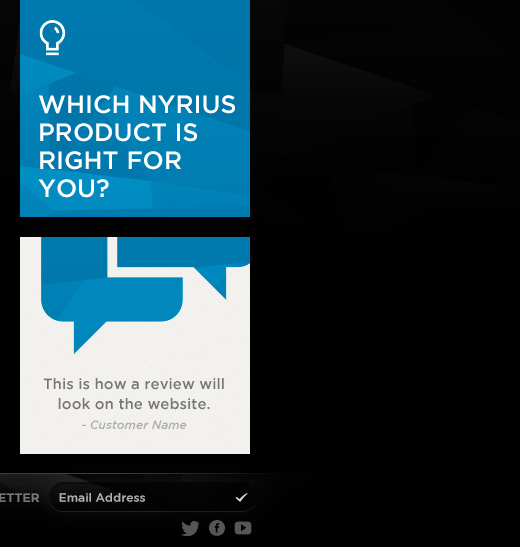 WHICH NYRIUS
PRODUCT IS
RIGHT FOR
YOU?
This is how a review will
look on the website.
- Customer Name
ETTER
Email Address